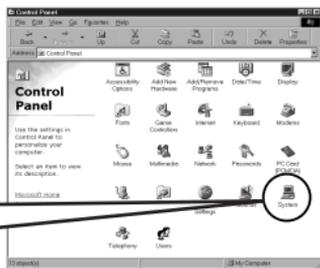 Control Panel
File Edit View Go Favorites Help
Back Up Cut Copy Paste Undo Delete Properties
Address Control Panel
Control
Panel
Use the settings in
Control Panel to
personalize your
computer.
Select an item to view
its description.
Microsoft Home
Accessibility
Options
Add New
Hardware
Add/Remove
Programs
Date/Time
Display
Fonts
Game
Controllers
Internet
Keyboard
Modems
Mouse
Multimedia
Network
Passwords
PC Card
(PCMCIA)
Settings
System
Telephony
Users
My Computer